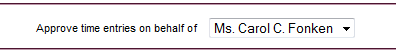 Approve time entries on behalf of Ms. Carol C. Fonken